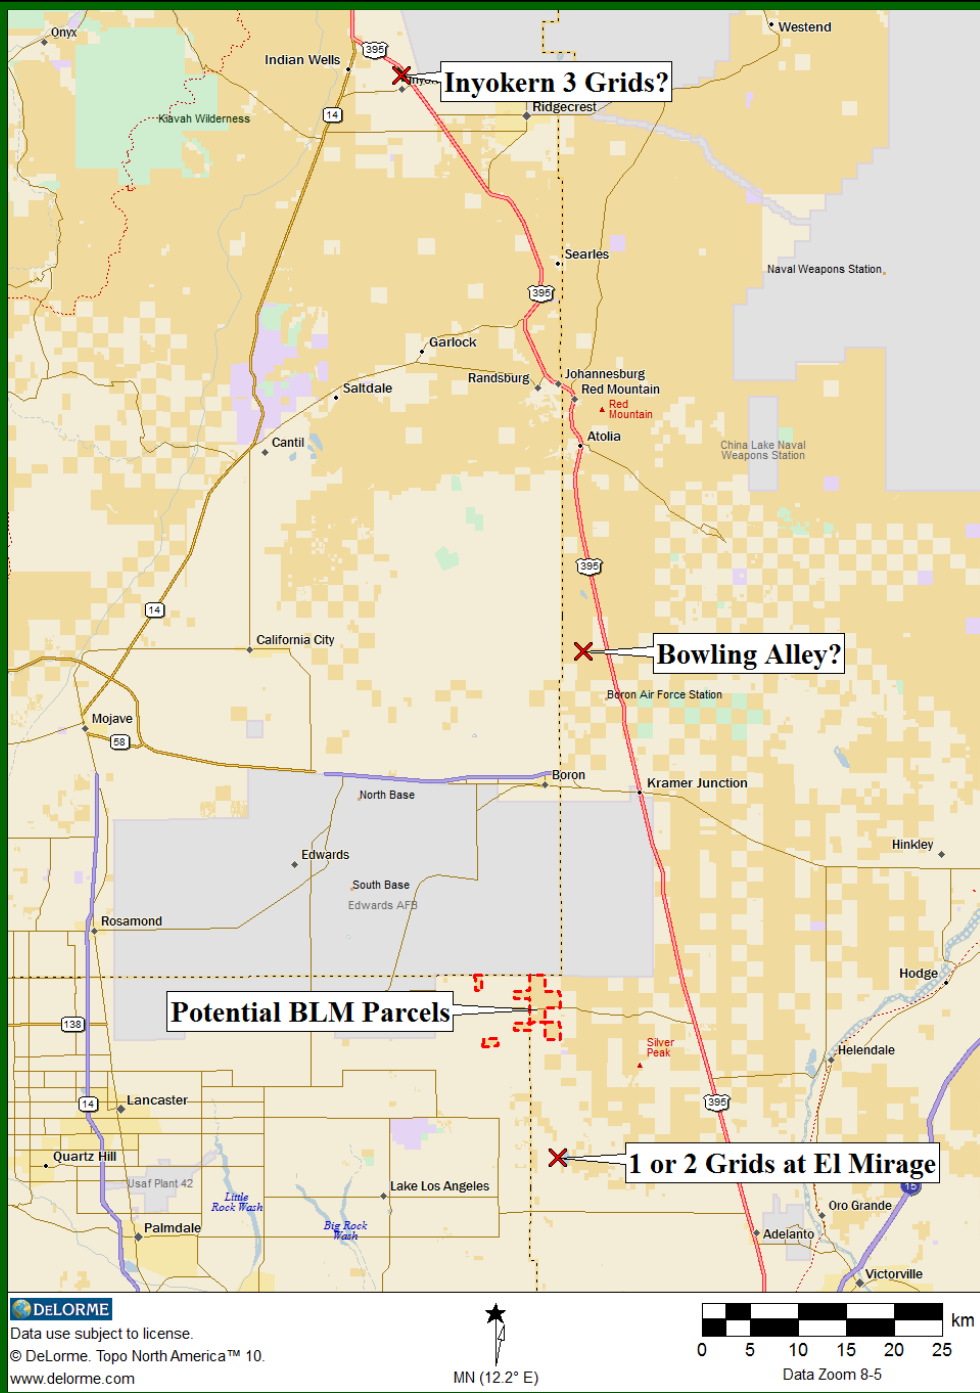 Onyx
Westend
395
Indian Wells
Inyokern 3 Grids?
Ridgecrest
14
Kiavah Wilderness
Searles
Naval Weapons Station
395
Garlock
Johannesburg
Randsburg
Red Mountain
Saltdale
Red
Mountain
Atolia
Cantil
China Lake Naval
Weapons Station
395
14
California City
Bowling Alley?
Boron Air Force Station
Mojave
58
Boron
Kramer Junction
North Base
Hinkley
Edwards
South Base
Edwards AFB
Rosamond
Hodge
Potential BLM Parcels
138
Silver
Peak
Helendale
14
Lancaster
395
Quartz Hill
1 or 2 Grids at El Mirage
Usaf Plant 42
Lake Los Angeles
15
Little
Rock Wash
Oro Grande
Palmdale
Big Rock
Wash
Adelanto
Victorville
DELORME
Data use subject to license.
© DeLorme. Topo North America™ 10.
www.delorme.com
MN (12.2° E)
km
0 5 10 15 20 25
Data Zoom 8-5